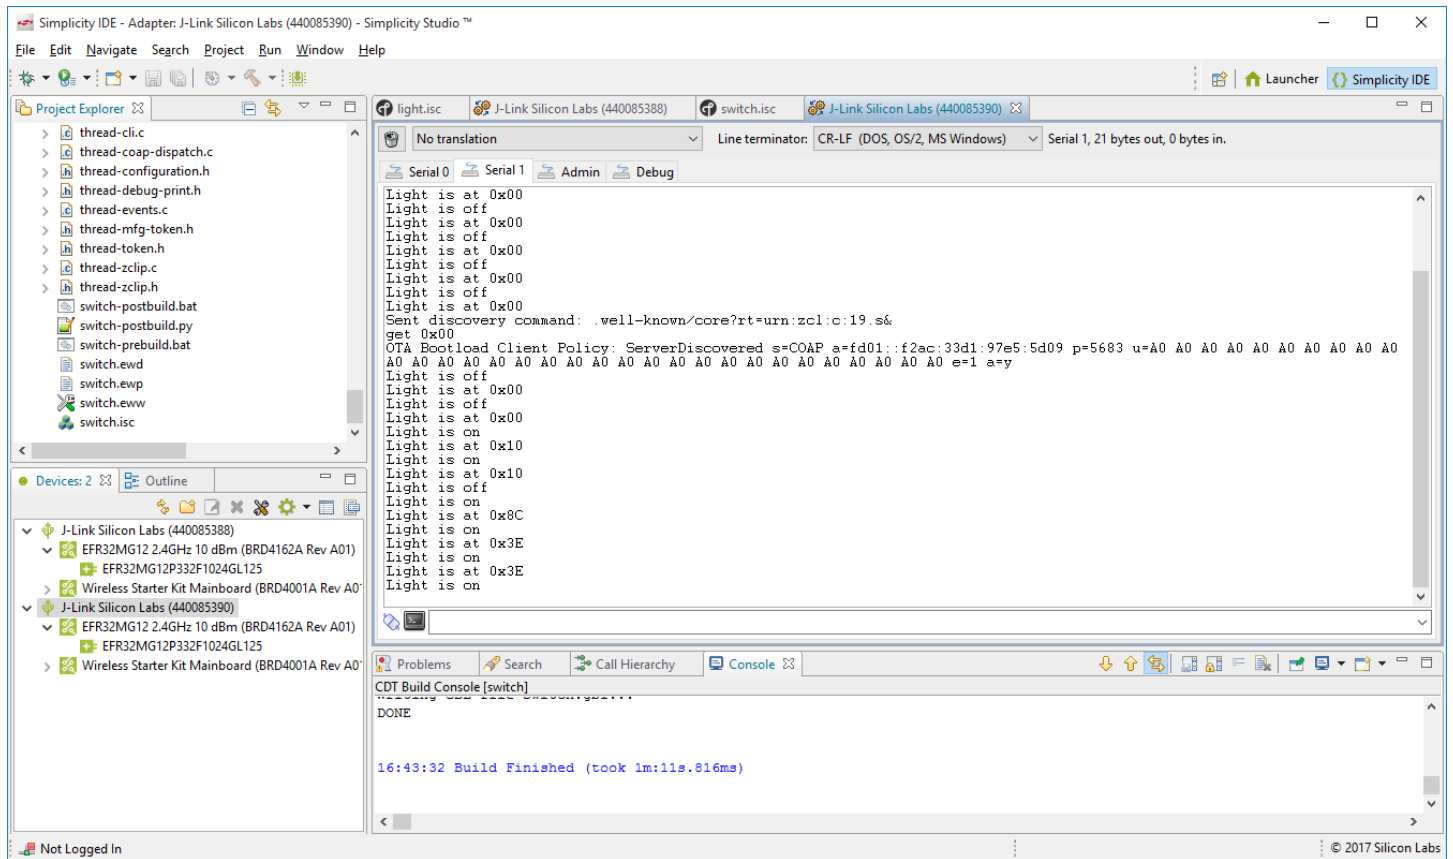 Simplicity IDE - Adapter: J-Link Silicon Labs (440085390) - Simplicity Studio ™
File Edit Navigate Search Project Run Window Help
Launcher Simplicity IDE
Project Explorer
thread-cli.c
thread-coap-dispatch.c
thread-configuration.h
thread-debug-print.h
thread-events.c
thread-mfg-token.h
thread-token.h
thread-zclip.c
thread-zclip.h
switch-postbuild.bat
switch-postbuild.py
switch-prebuild.bat
switch.ewd
switch.ewp
switch.eww
switch.isc
Devices: 2 Outline
J-Link Silicon Labs (440085388)
EFR32MG12 2.4GHz 10 dBm (BRD4162A Rev A01)
EFR32MG12P332F1024GL125
Wireless Starter Kit Mainboard (BRD4001A Rev A0
J-Link Silicon Labs (440085390)
EFR32MG12 2.4GHz 10 dBm (BRD4162A Rev A01)
EFR32MG12P332F1024GL125
Wireless Starter Kit Mainboard (BRD4001A Rev A0
light.isc J-Link Silicon Labs (440085388) switch.isc J-Link Silicon Labs (440085390)
No translation Line terminator: CR-LF (DOS, OS/2, MS Windows) Serial 1, 21 bytes out, 0 bytes in.
Serial 0 Serial 1 Admin Debug
Light is at 0x00
Light is off
Light is at 0x00
Light is off
Light is at 0x00
Light is off
Light is at 0x00
Light is off
Light is at 0x00
Sent discovery command: .well-known/core?rt=urn:zcl:c:19.s&
get 0x00
OTA Bootload Client Policy: ServerDiscovered s=COAP a=fd01::f2ac:33d1:97e5:5d09 p=5683 u=A0 A0 A0 A0 A0 A0 A0 A0 A0 A0
A0 A0 A0 A0 A0 A0 A0 A0 A0 A0 A0 A0 A0 A0 A0 A0 A0 A0 A0 A0 A0 A0 e=1 a=y
Light is off
Light is at 0x00
Light is off
Light is at 0x00
Light is on
Light is at 0x10
Light is on
Light is at 0x10
Light is off
Light is on
Light is at 0x8C
Light is on
Light is at 0x3E
Light is on
Light is at 0x3E
Light is on
Problems Search Call Hierarchy Console
CDT Build Console [switch]
DONE
16:43:32 Build Finished (took 1m:11s.816ms)
Not Logged In
© 2017 Silicon Labs